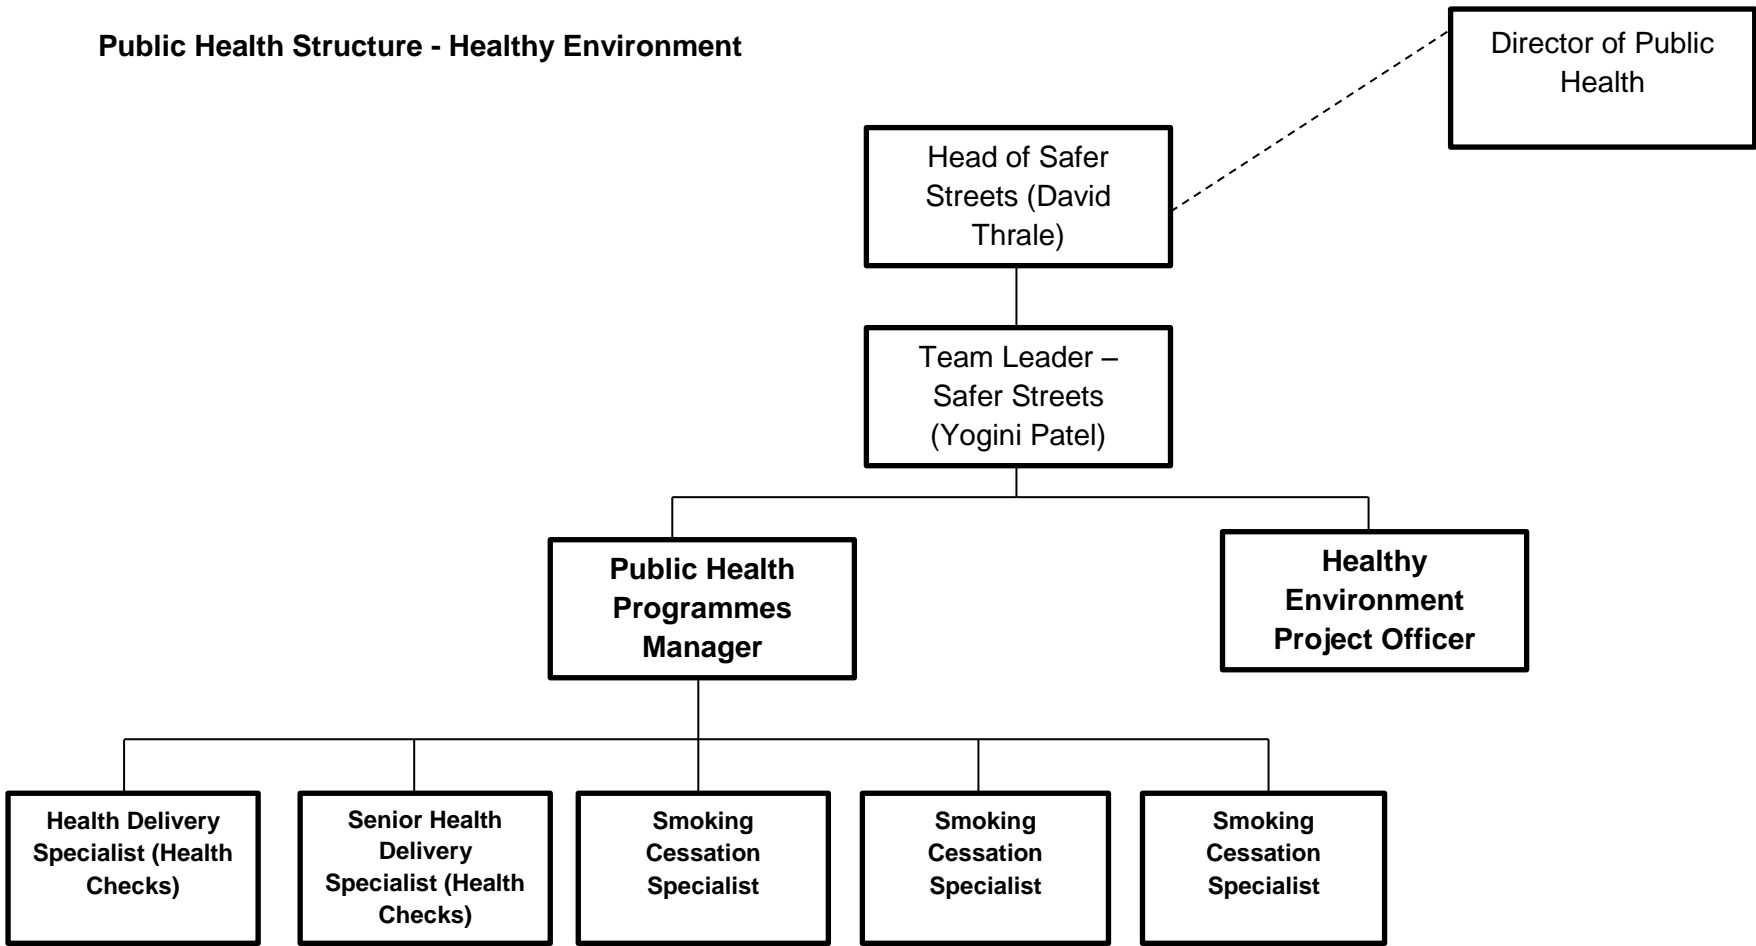 Public Health Structure - Healthy Environment
Director of Public
Health
Head of Safer
Streets (David
Thrale)
Team Leader –
Safer Streets
(Yogini Patel)
Public Health
Programmes
Manager
Healthy
Environment
Project Officer
Health Delivery
Specialist (Health
Checks)
Senior Health
Delivery
Specialist (Health
Checks)
Smoking
Cessation
Specialist
Smoking
Cessation
Specialist
Smoking
Cessation
Specialist